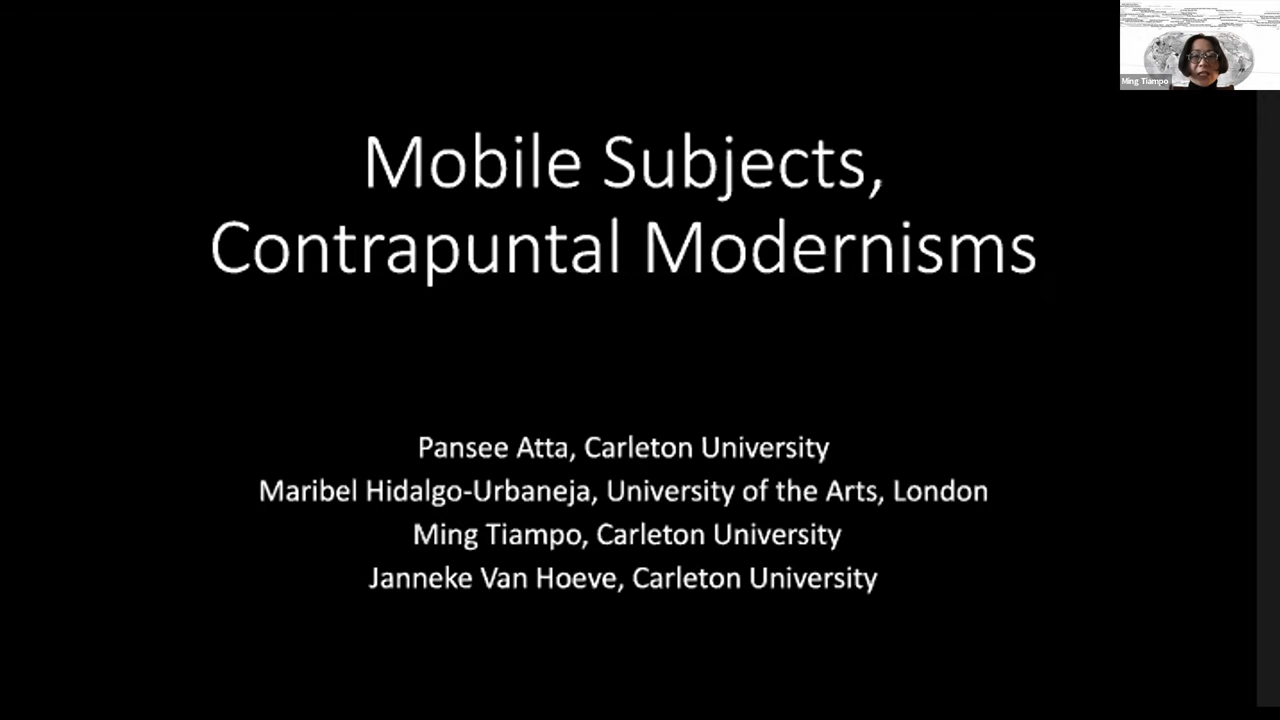 Ming Tiampo
Mobile Subjects,
Contrapuntal Modernisms
Pansee Atta, Carleton University
Maribel Hidalgo-Urbaneja, University of the Arts, London
Ming Tiampo, Carleton University
Janneke Van Hoeve, Carleton University